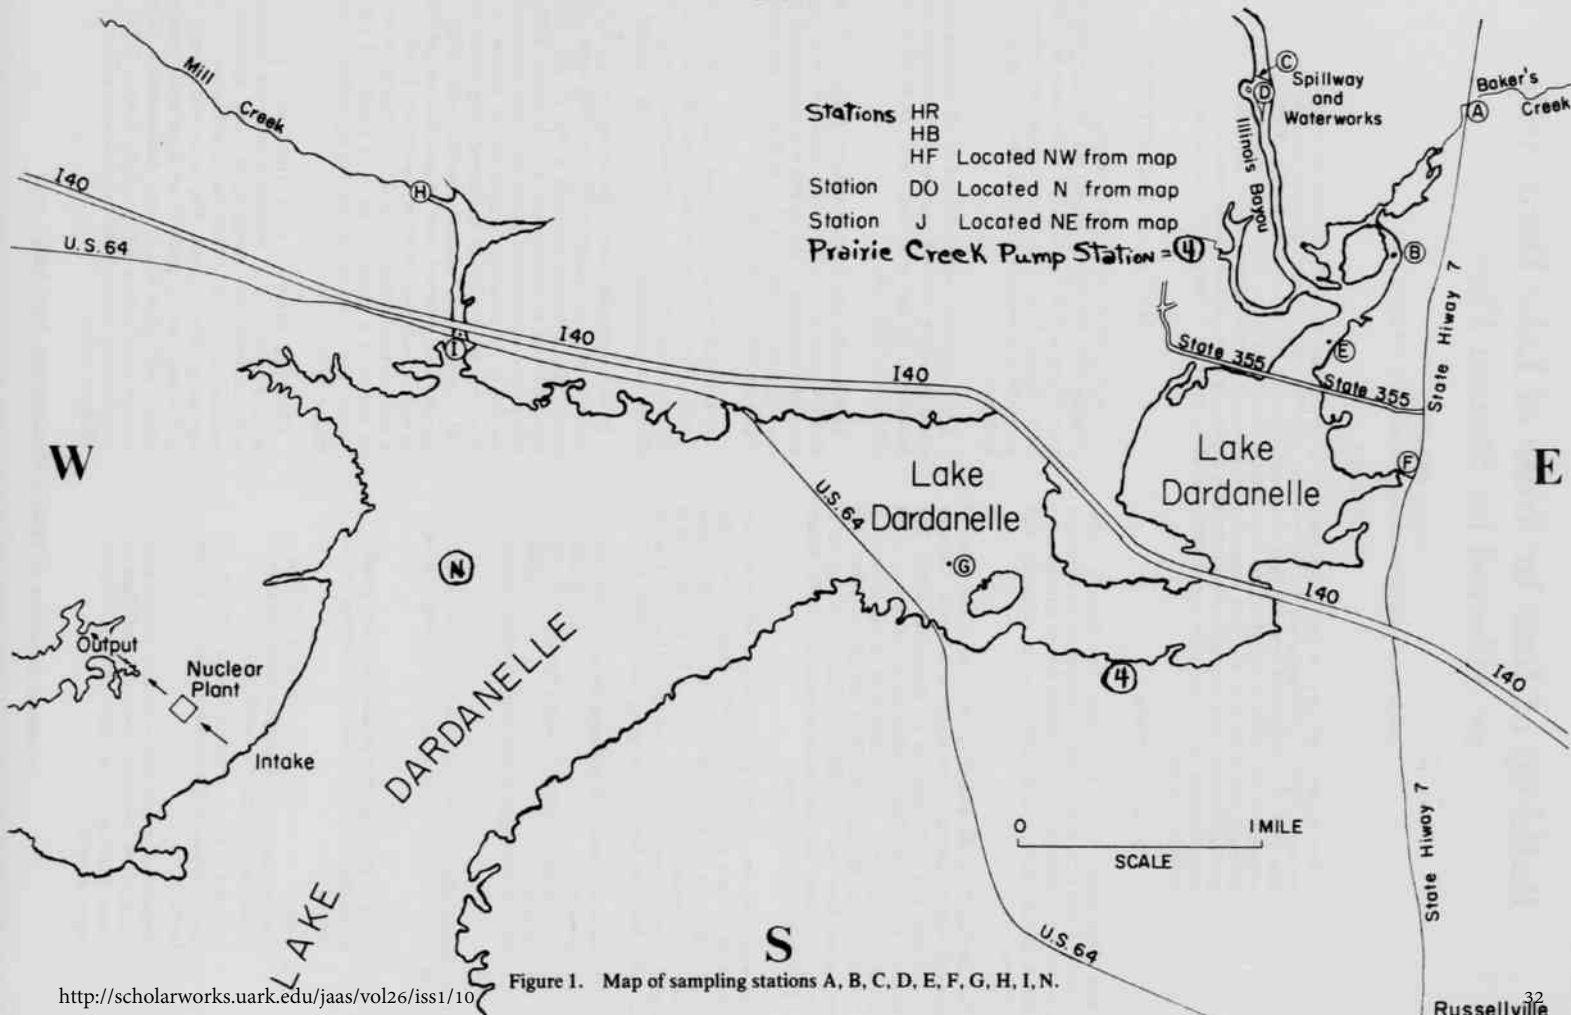 Mill
Creek
I40
U.S. 64
H
I
I40
I40
Stations HR
HB
HF Located NW from map
Station DO Located N from map
Station J Located NE from map
Prairie Creek Pump Station = 4
C
D
Spillway
and
Waterworks
Illinois Bayou
Baker's
Creek
A
B
State Hiway 7
E
State 355
State 355
F
W
E
Lake
Dardanelle
Lake
Dardanelle
U.S. 64
G
N
I40
I40
4
Output
Nuclear
Plant
Intake
LAKE
DARDANELLE
0 1 MILE
SCALE
State Hiway 7
U.S. 64
S
Russellville
Figure 1. Map of sampling stations A, B, C, D, E, F, G, H, I, N.
http://scholarworks.uark.edu/jaas/vol26/iss1/10
32